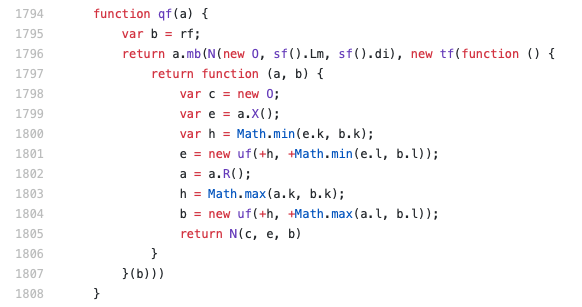 1794 function qf(a) {
1795 var b = rf;
1796 return a.mb(N(new O, sf().Lm, sf().di), new tf(function () {
1797 return function (a, b) {
1798 var c = new O;
1799 var e = a.X();
1800 var h = Math.min(e.k, b.k);
1801 e = new uf(+h, +Math.min(e.l, b.l));
1802 a = a.R();
1803 h = Math.max(a.k, b.k);
1804 b = new uf(+h, +Math.max(a.l, b.l));
1805 return N(c, e, b)
1806 }
1807 }(b)))
1808 }